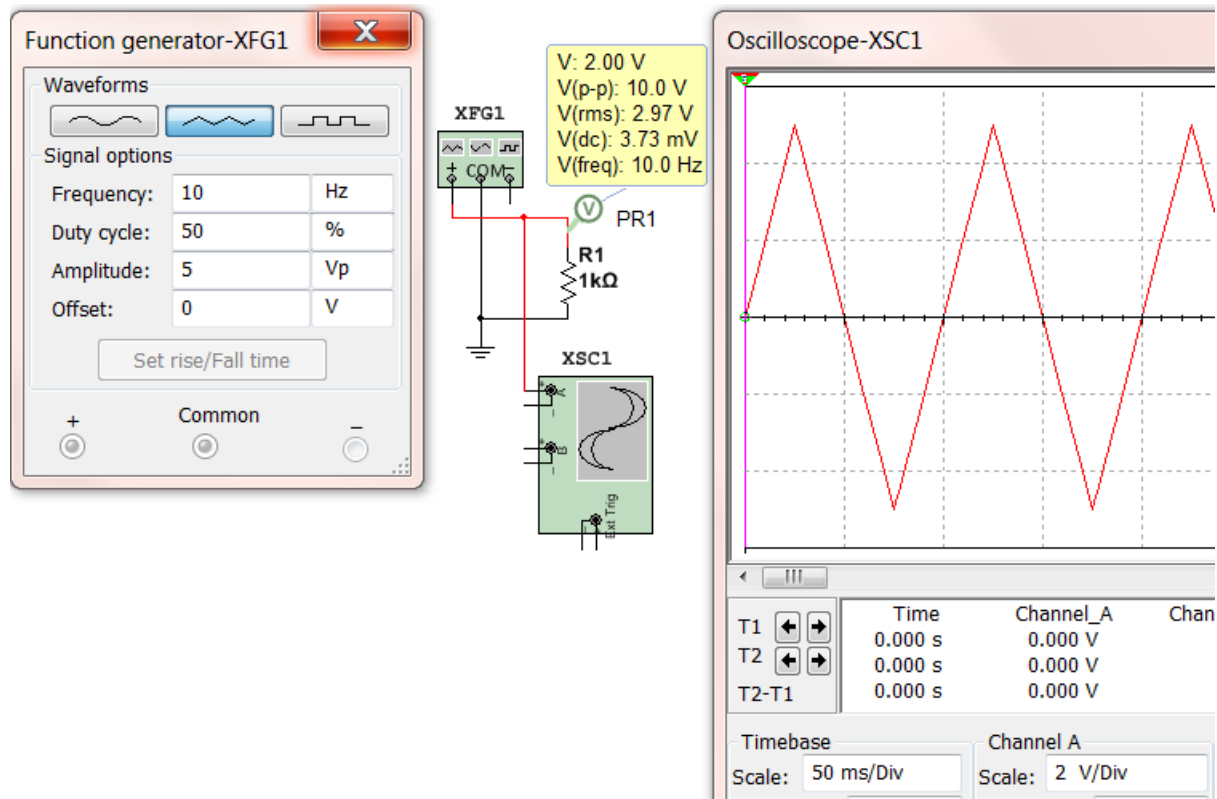 Function generator-XFG1
X
Waveforms
Signal options
Frequency: 10 Hz
Duty cycle: 50 %
Amplitude: 5 Vp
Offset: 0 V
Set rise/Fall time
+ Common −
XFG1
+ COM −
V: 2.00 V
V(p-p): 10.0 V
V(rms): 2.97 V
V(dc): 3.73 mV
V(freq): 10.0 Hz
V
PR1
R1
1kΩ
XSC1
A
B
Ext Trig
Oscilloscope-XSC1
Time Channel_A Chan
T1 0.000 s 0.000 V
T2 0.000 s 0.000 V
T2-T1 0.000 s 0.000 V
Timebase
Scale: 50 ms/Div
Channel A
Scale: 2 V/Div